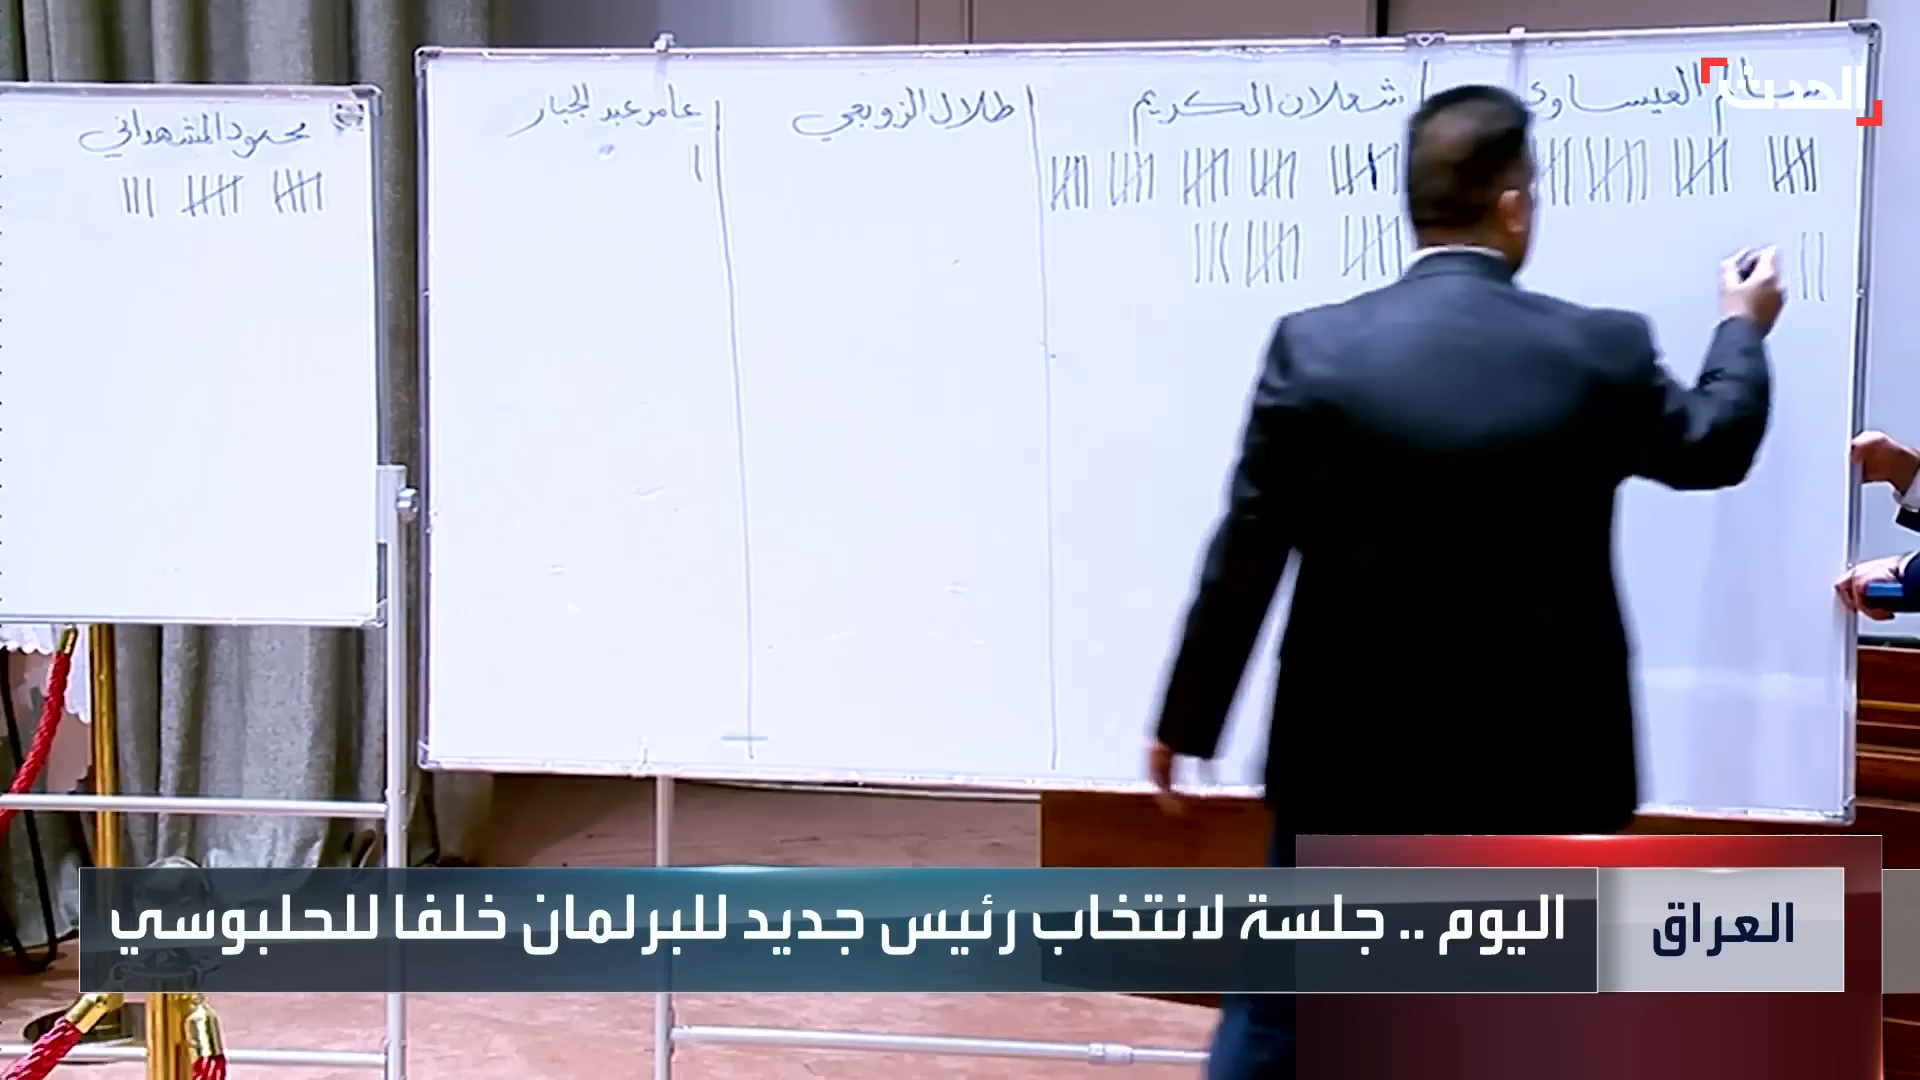 الحدث
العيساوي
شعلان الكريم
طلال الزوبعي
عامر عبد الجبار
محمود المشهداني
العراق
اليوم .. جلسة لانتخاب رئيس جديد للبرلمان خلفا للحلبوسي